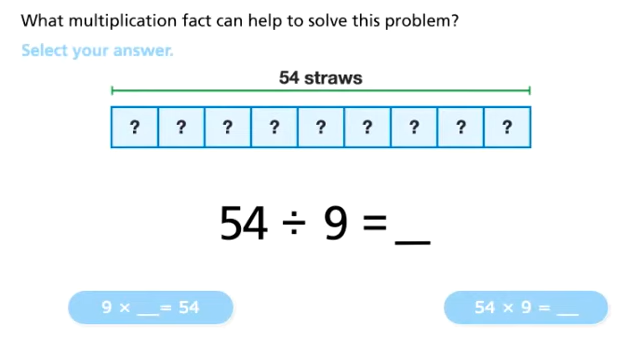 What multiplication fact can help to solve this problem?
Select your answer.
54 straws
? ? ? ? ? ? ? ? ?
54 ÷ 9 = __
9 × __ = 54
54 × 9 = __